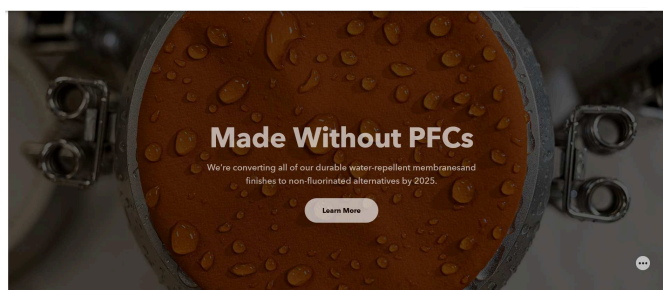 Made Without PFCs
We're converting all of our durable water-repellent membranesand
finishes to non-fluorinated alternatives by 2025.
Learn More